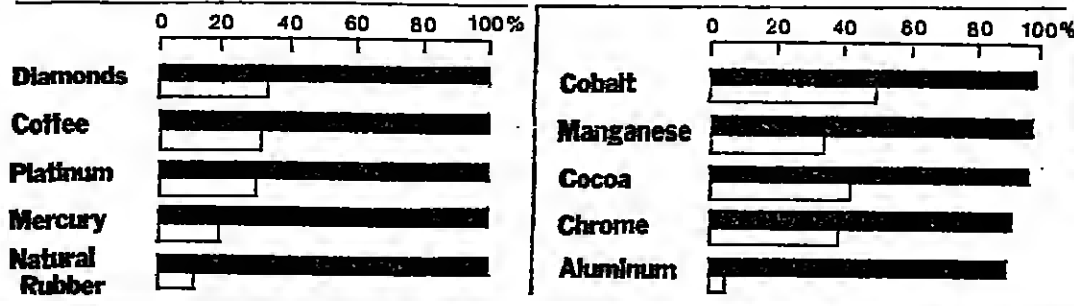 0 20 40 60 80 100%
Diamonds
Coffee
Platinum
Mercury
Natural
Rubber
0 20 40 60 80 100%
Cobalt
Manganese
Cocoa
Chrome
Aluminum